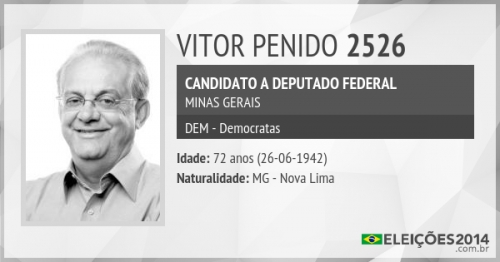 VITOR PENIDO 2526
CANDIDATO A DEPUTADO FEDERAL
MINAS GERAIS
DEM - Democratas
Idade: 72 anos (26-06-1942)
Naturalidade: MG - Nova Lima
ELEIÇÕES2014
.com.br